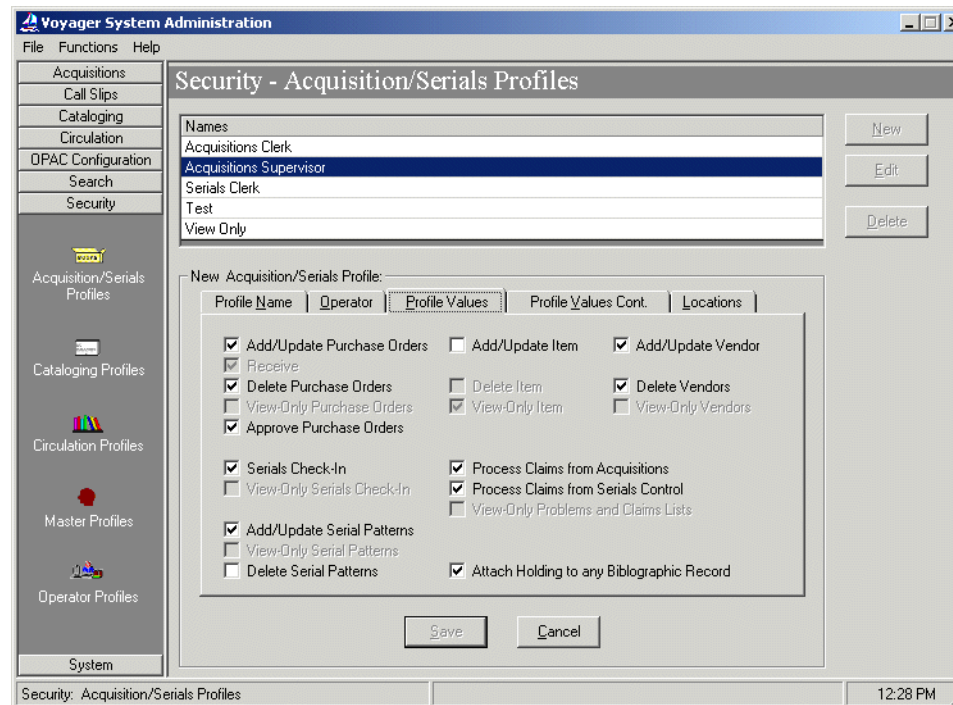 Voyager System Administration
File Functions Help
Acquisitions
Call Slips
Cataloging
Circulation
OPAC Configuration
Search
Security
Acquisition/Serials
Profiles
Cataloging Profiles
Circulation Profiles
Master Profiles
Operator Profiles
System
Security - Acquisition/Serials Profiles
Names
Acquisitions Clerk
Acquisitions Supervisor
Serials Clerk
Test
View Only
New
Edit
Delete
New Acquisition/Serials Profile:
Profile Name Operator Profile Values Profile Values Cont. Locations
Add/Update Purchase Orders Add/Update Item Add/Update Vendor
Receive
Delete Purchase Orders Delete Item Delete Vendors
View-Only Purchase Orders View-Only Item View-Only Vendors
Approve Purchase Orders
Serials Check-In Process Claims from Acquisitions
View-Only Serials Check-In Process Claims from Serials Control
View-Only Problems and Claims Lists
Add/Update Serial Patterns
View-Only Serial Patterns
Delete Serial Patterns Attach Holding to any Biblographic Record
Save Cancel
Security: Acquisition/Serials Profiles 12:28 PM